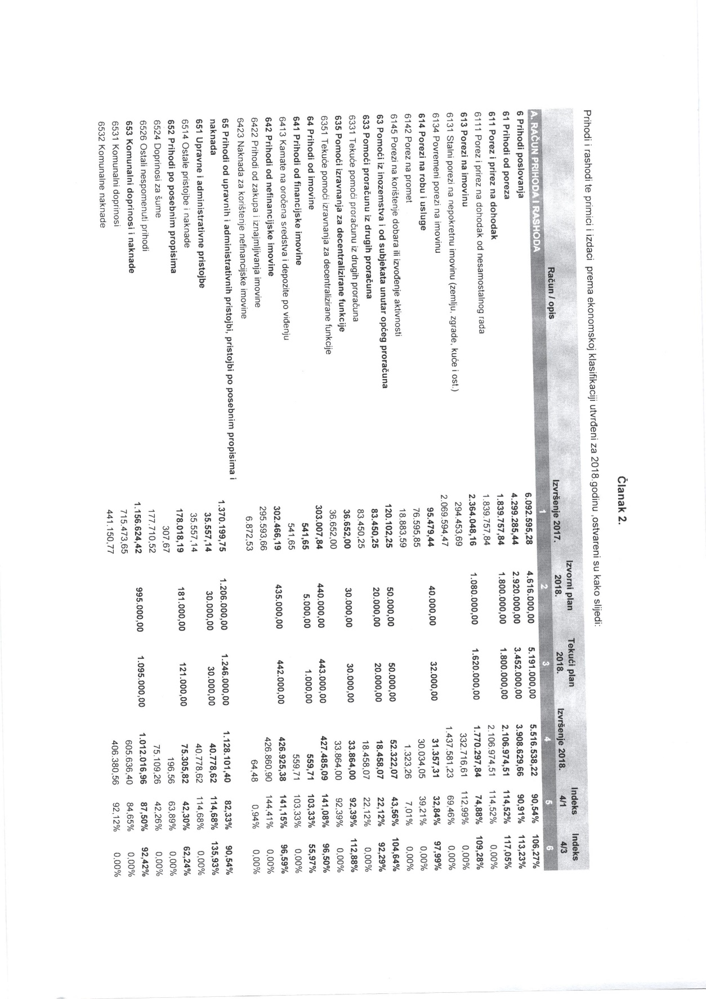 Članak 2.
Prihodi i rashodi te primici i izdaci prema ekonomskoj klasifikaciji utvrđeni za 2018.godinu ,ostvareni su kako slijedi:
Račun / opis Izvršenje 2017. Izvorni plan 2018. Tekući plan 2018. Izvršenje 2018. Indeks 4/1 Indeks 4/3
A. RAČUN PRIHODA I RASHODA 1 2 3 4 5 6
6 Prihodi poslovanja 6.092.595,28 4.616.000,00 5.191.000,00 5.516.538,22 90,54% 106,27%
61 Prihodi od poreza 4.299.285,44 2.920.000,00 3.452.000,00 3.908.629,66 90,91% 113,23%
611 Porez i prirez na dohodak 1.839.757,84 1.800.000,00 1.800.000,00 2.106.974,51 114,52% 117,05%
6111 Porez i prirez na dohodak od nesamostalnog rada 1.839.757,84 2.106.974,51 114,52% 0,00%
613 Porezi na imovinu 2.364.048,16 1.080.000,00 1.620.000,00 1.770.297,84 74,88% 109,28%
6131 Stalni porezi na nepokretnu imovinu (zemlju, zgrade, kuće i ost.) 294.453,69 332.716,61 112,99% 0,00%
6134 Povremeni porezi na imovinu 2.069.594,47 1.437.581,23 69,46% 0,00%
614 Porezi na robu i usluge 95.479,44 40.000,00 32.000,00 31.357,31 32,84% 97,99%
6142 Porez na promet 76.595,85 30.034,05 39,21% 0,00%
6145 Porezi na korištenje dobara ili izvođenje aktivnosti 18.883,59 1.323,26 7,01% 0,00%
63 Pomoći iz inozemstva i od subjekata unutar općeg proračuna 120.102,25 50.000,00 50.000,00 52.322,07 43,56% 104,64%
633 Pomoći proračunu iz drugih proračuna 83.450,25 20.000,00 20.000,00 18.458,07 22,12% 92,29%
6331 Tekuće pomoći proračunu iz drugih proračuna 83.450,25 18.458,07 22,12% 0,00%
635 Pomoći izravnanja za decentralizirane funkcije 36.652,00 30.000,00 30.000,00 33.864,00 92,39% 112,88%
6351 Tekuće pomoći izravnanja za decentralizirane funkcije 36.652,00 33.864,00 92,39% 0,00%
64 Prihodi od imovine 303.007,84 440.000,00 443.000,00 427.485,09 141,08% 96,50%
641 Prihodi od financijske imovine 541,65 5.000,00 1.000,00 559,71 103,33% 55,97%
6413 Kamate na oročena sredstva i depozite po viđenju 541,65 559,71 103,33% 0,00%
642 Prihodi od nefinancijske imovine 302.466,19 435.000,00 442.000,00 426.925,38 141,15% 96,59%
6422 Prihodi od zakupa i iznajmljivanja imovine 295.593,66 426.860,90 144,41% 0,00%
6423 Naknada za korištenje nefinancijske imovine 6.872,53 64,48 0,94% 0,00%
65 Prihodi od upravnih i administrativnih pristojbi, pristojbi po posebnim propisima i
naknada 1.370.199,75 1.206.000,00 1.246.000,00 1.128.101,40 82,33% 90,54%
651 Upravne i administrativne pristojbe 35.557,14 30.000,00 30.000,00 40.778,62 114,68% 135,93%
6514 Ostale pristojbe i naknade 35.557,14 40.778,62 114,68% 0,00%
652 Prihodi po posebnim propisima 178.018,19 181.000,00 121.000,00 75.305,82 42,30% 62,24%
6524 Doprinosi za šume 307,67 196,56 63,89% 0,00%
6526 Ostali nespomenuti prihodi 177.710,52 75.109,26 42,26% 0,00%
653 Komunalni doprinosi i naknade 1.156.624,42 995.000,00 1.095.000,00 1.012.016,96 87,50% 92,42%
6531 Komunalni doprinosi 715.473,65 605.636,40 84,65% 0,00%
6532 Komunalne naknade 441.150,77 406.380,56 92,12% 0,00%